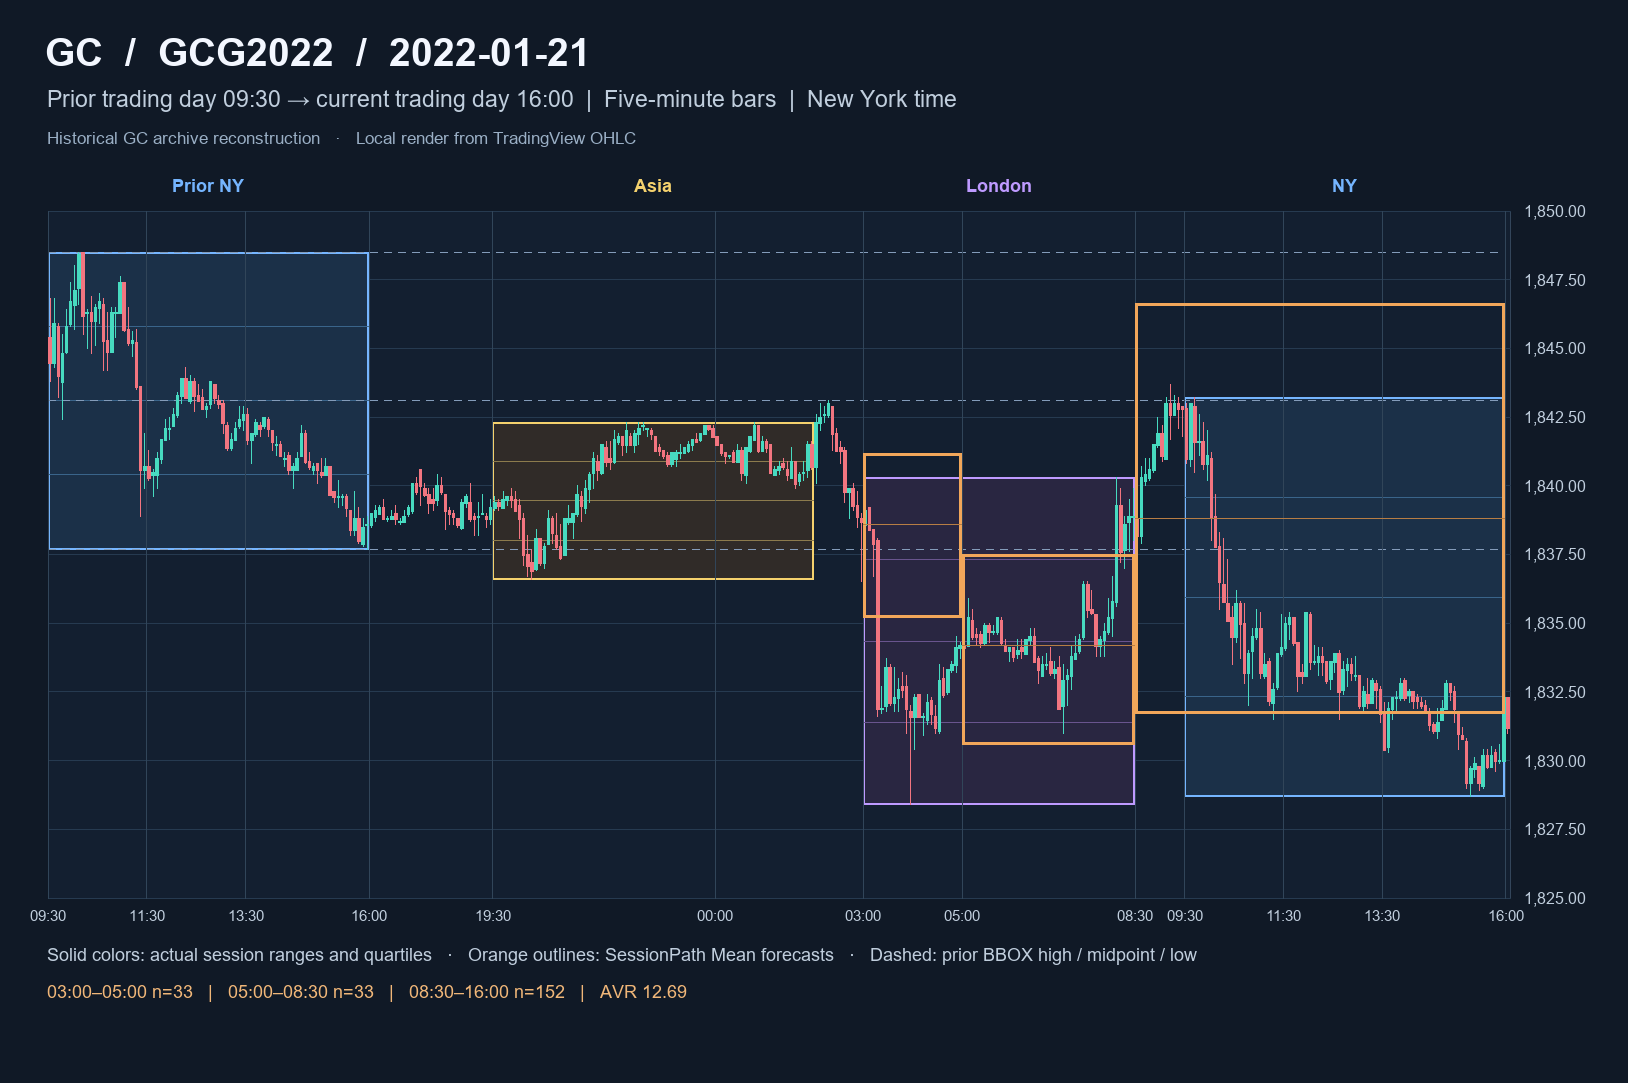 GC / GCG2022 / 2022-01-21
Prior trading day 09:30 → current trading day 16:00 | Five-minute bars | New York time
Historical GC archive reconstruction · Local render from TradingView OHLC
Prior NY Asia London NY
1,850.00
1,847.50
1,845.00
1,842.50
1,840.00
1,837.50
1,835.00
1,832.50
1,830.00
1,827.50
1,825.00
09:30 11:30 13:30 16:00 19:30 00:00 03:00 05:00 08:30 09:30 11:30 13:30 16:00
Solid colors: actual session ranges and quartiles · Orange outlines: SessionPath Mean forecasts · Dashed: prior BBOX high / midpoint / low
03:00–05:00 n=33 | 05:00–08:30 n=33 | 08:30–16:00 n=152 | AVR 12.69